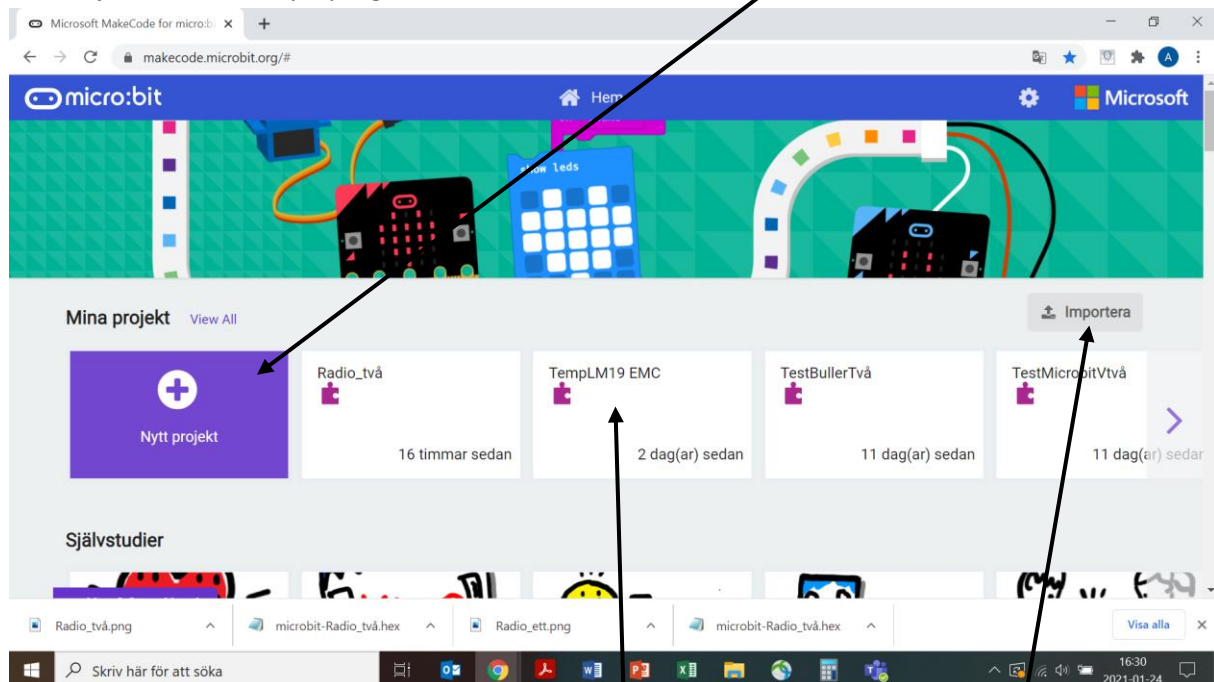 Microsoft MakeCode for micro:b
makecode.microbit.org/#
A
micro:bit
Hem
Microsoft
show leds
Mina projekt View All
Importera
Nytt projekt
Radio_två
16 timmar sedan
TempLM19 EMC
2 dag(ar) sedan
TestBullerTvå
11 dag(ar) sedan
TestMicrobitVtvå
11 dag(ar) sedan
Självstudier
Radio_två.png
microbit-Radio_två.hex
Radio_ett.png
microbit-Radio_två.hex
Visa alla
Skriv här för att söka
16:30
2021-01-24